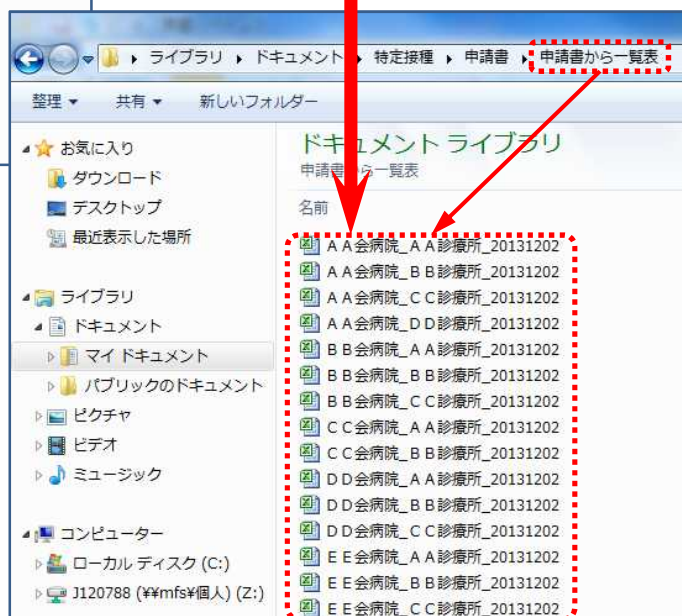 ライブラリ ▸ ドキュメント ▸ 特定接種 ▸ 申請書 ▸ 申請書から一覧表
整理 ▼ 共有 ▼ 新しいフォルダー
お気に入り
ダウンロード
デスクトップ
最近表示した場所
ライブラリ
ドキュメント
マイ ドキュメント
パブリックのドキュメント
ピクチャ
ビデオ
ミュージック
コンピューター
ローカル ディスク (C:)
J120788 (¥¥mfs¥個人) (Z:)
ドキュメント ライブラリ
申請書から一覧表
名前
ＡＡ会病院_ＡＡ診療所_20131202
ＡＡ会病院_ＢＢ診療所_20131202
ＡＡ会病院_ＣＣ診療所_20131202
ＡＡ会病院_ＤＤ診療所_20131202
ＢＢ会病院_ＡＡ診療所_20131202
ＢＢ会病院_ＢＢ診療所_20131202
ＢＢ会病院_ＣＣ診療所_20131202
ＣＣ会病院_ＡＡ診療所_20131202
ＣＣ会病院_ＢＢ診療所_20131202
ＤＤ会病院_ＡＡ診療所_20131202
ＤＤ会病院_ＢＢ診療所_20131202
ＤＤ会病院_ＣＣ診療所_20131202
ＥＥ会病院_ＡＡ診療所_20131202
ＥＥ会病院_ＢＢ診療所_20131202
ＥＥ会病院_ＣＣ診療所_20131202